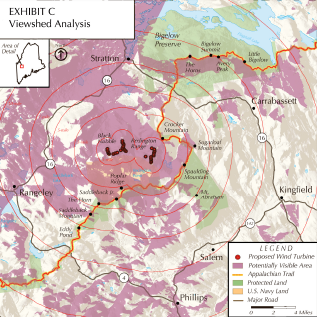 EXHIBIT C
Viewshed Analysis
Area of
Detail
Bigelow
Preserve
Bigelow
Summit
Stratton
The
Horns
Avery
Peak
Little
Bigelow
16
Carrabassett
Crocker
Mountain
16
Black
Nubble
Redington
Range
Sugarloaf
Mountain
Spaulding
Mountain
Poplar
Ridge
Rangeley
Saddleback Jr.
The Horn
Mt.
Abraham
Kingfield
Saddleback
Mountain
Eddy
Pond
16
Salem
4
Phillips
LEGEND
Proposed Wind Turbine
Potentially Visible Area
Appalachian Trail
Protected Land
U.S. Navy Land
Major Road
0 2 4 Miles